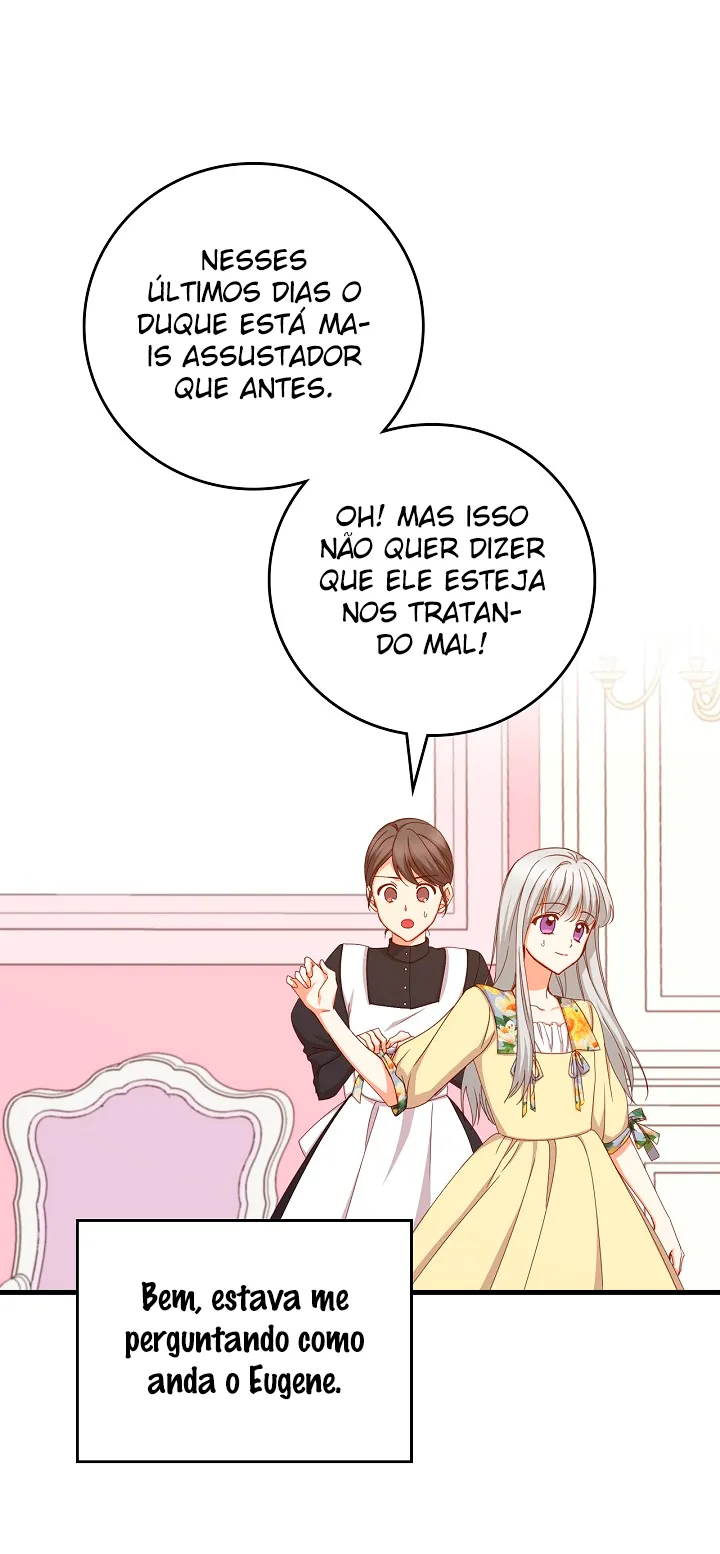 NESSES
ÚLTIMOS DIAS O
DUQUE ESTÁ MA-
IS ASSUSTADOR
QUE ANTES.
OH! MAS ISSO
NÃO QUER DIZER
QUE ELE ESTEJA
NOS TRATAN-
DO MAL!
Bem, estava me
perguntando como
anda o Eugene.